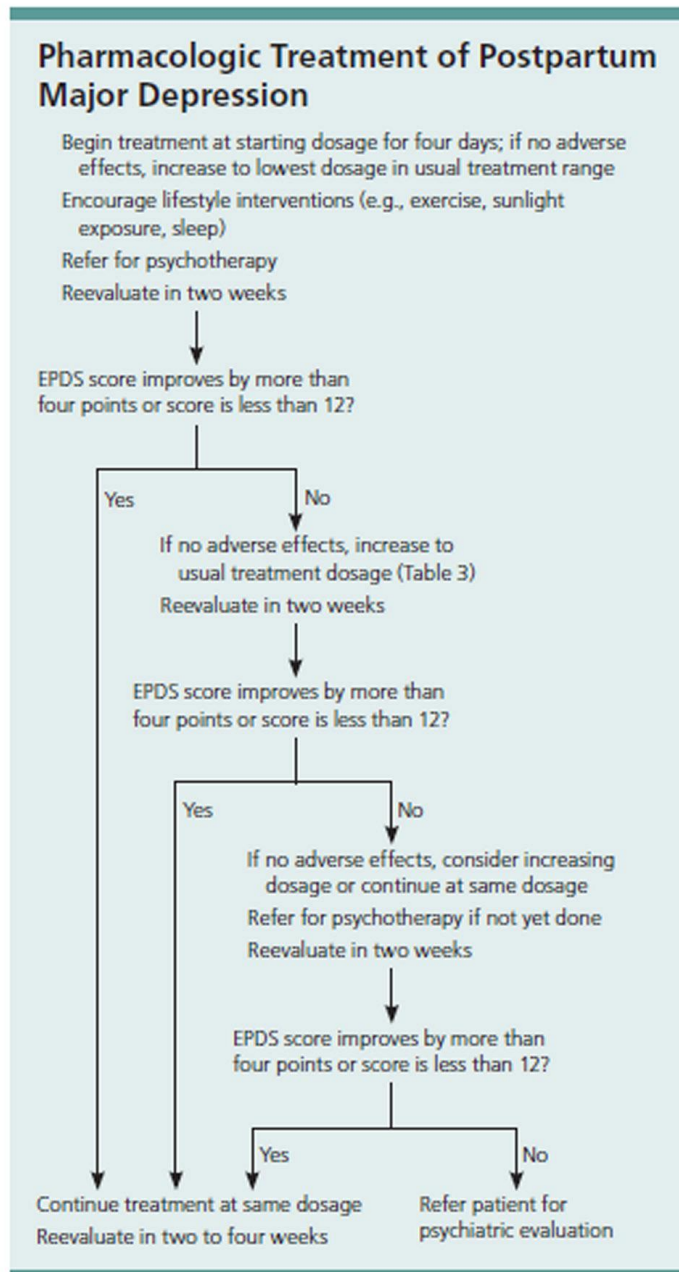 Pharmacologic Treatment of Postpartum
Major Depression
Begin treatment at starting dosage for four days; if no adverse
effects, increase to lowest dosage in usual treatment range
Encourage lifestyle interventions (e.g., exercise, sunlight
exposure, sleep)
Refer for psychotherapy
Reevaluate in two weeks
EPDS score improves by more than
four points or score is less than 12?
Yes
No
If no adverse effects, increase to
usual treatment dosage (Table 3)
Reevaluate in two weeks
EPDS score improves by more than
four points or score is less than 12?
Yes
No
If no adverse effects, consider increasing
dosage or continue at same dosage
Refer for psychotherapy if not yet done
Reevaluate in two weeks
EPDS score improves by more than
four points or score is less than 12?
Yes
No
Continue treatment at same dosage
Reevaluate in two to four weeks
Refer patient for
psychiatric evaluation